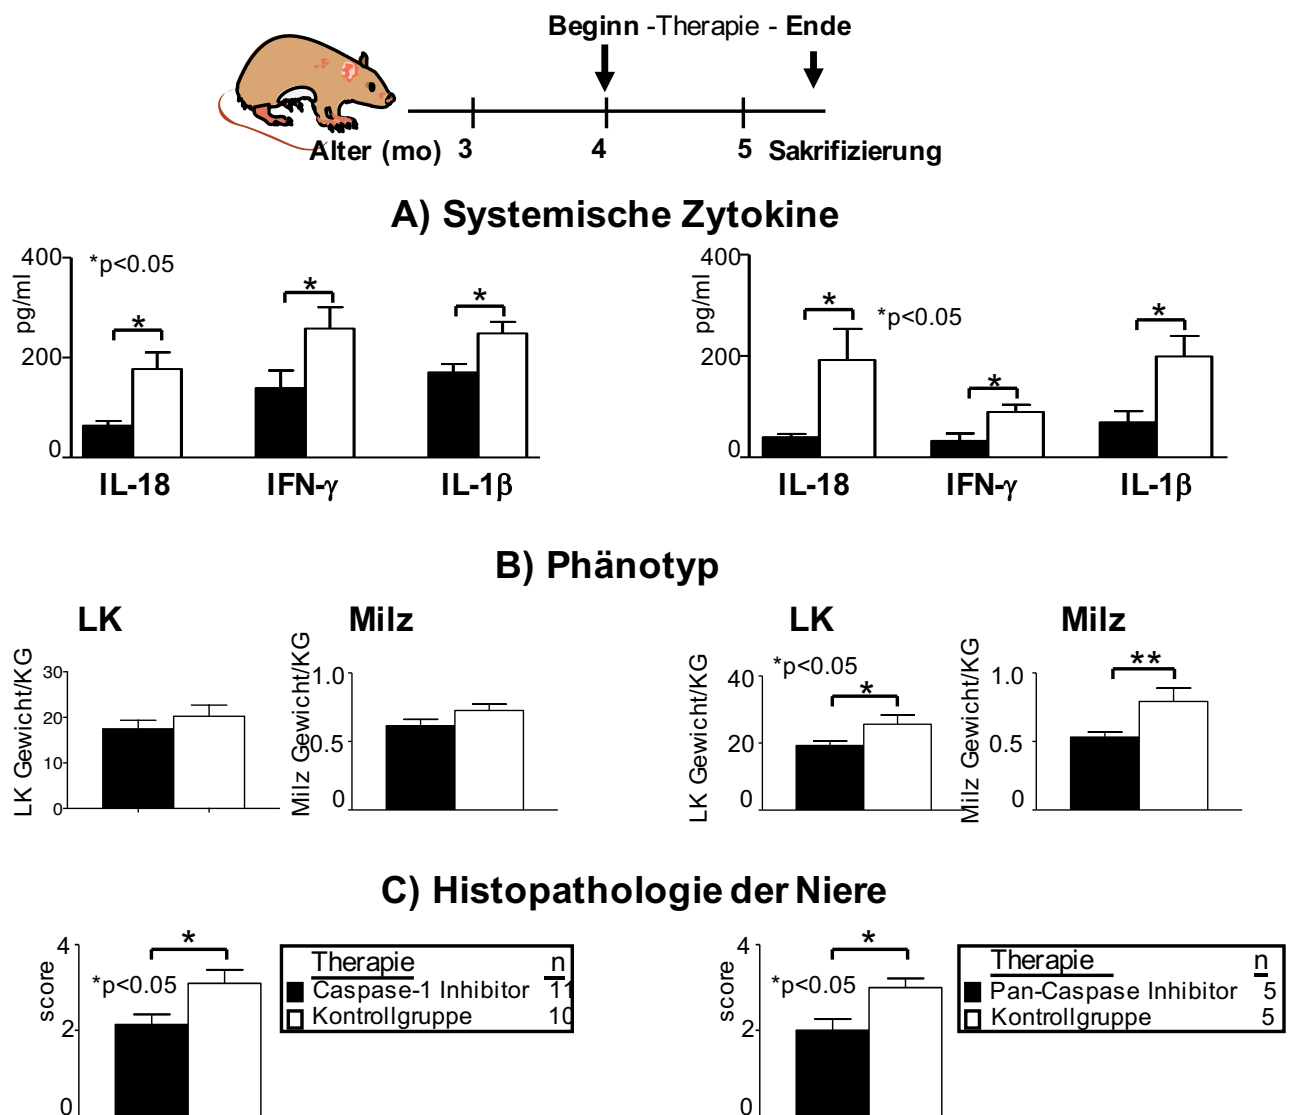 Beginn -Therapie - Ende
Alter (mo) 3 4 5 Sakrifizierung
A) Systemische Zytokine
400
*p<0.05
pg/ml
200
0
*
*
*
IL-18 IFN-γ IL-1β
400
pg/ml
*p<0.05
200
0
*
*
*
IL-18 IFN-γ IL-1β
B) Phänotyp
LK
LK Gewicht/KG
30
20
10
0
Milz
Milz Gewicht/KG
1.0
0.5
0
LK
LK Gewicht/KG
*p<0.05
40
20
0
*
Milz
Milz Gewicht/KG
1.0
0.5
0
**
C) Histopathologie der Niere
4
score
*p<0.05
2
0
*
Therapie n
Caspase-1 Inhibitor 11
Kontrollgruppe 10
4
score
*p<0.05
2
0
*
Therapie n
Pan-Caspase Inhibitor 5
Kontrollgruppe 5